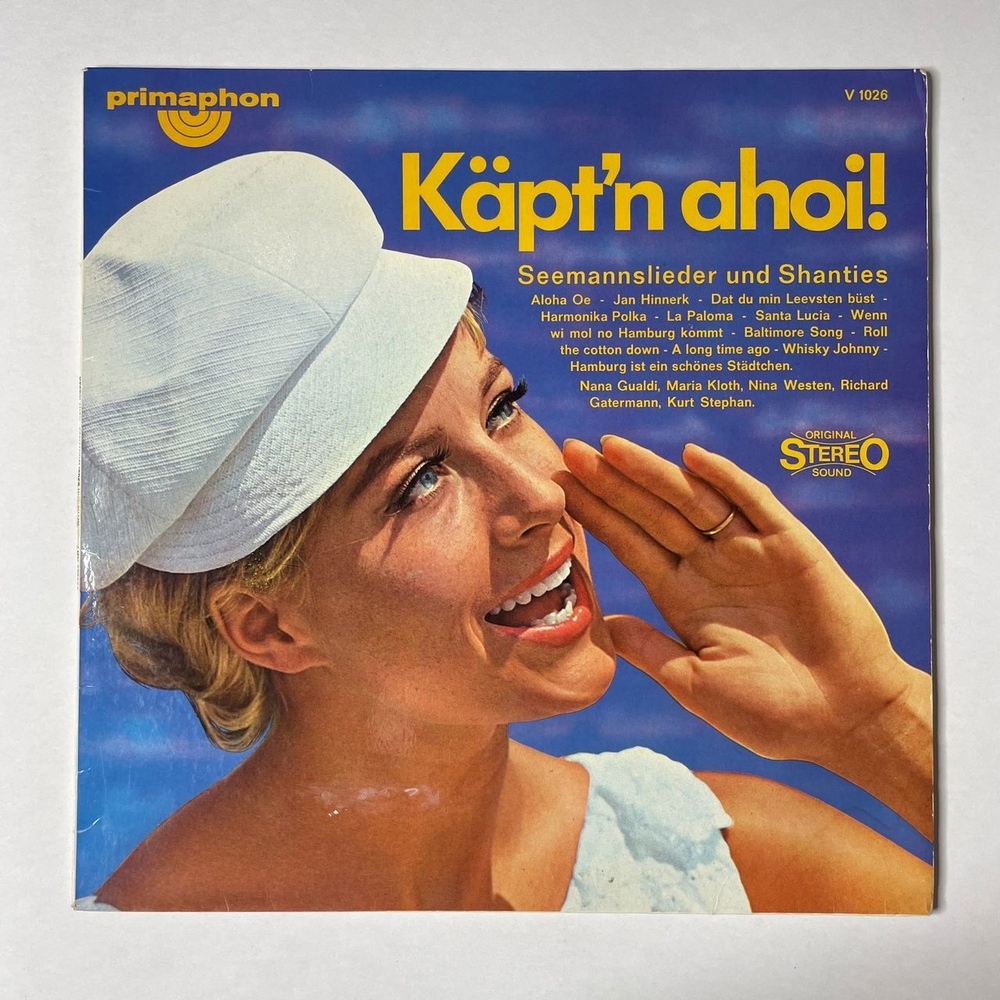 primaphon
V 1026
Käpt'n ahoi!
Seemannslieder und Shanties
Aloha Oe - Jan Hinnerk - Dat du min Leevsten büst -
Harmonika Polka - La Paloma - Santa Lucia - Wenn
wi mol no Hamburg kommt - Baltimore Song - Roll
the cotton down - A long time ago - Whisky Johnny -
Hamburg ist ein schönes Städtchen.
Nana Gualdi, Maria Kloth, Nina Westen, Richard
Gatermann, Kurt Stephan.
ORIGINAL
STEREO
SOUND